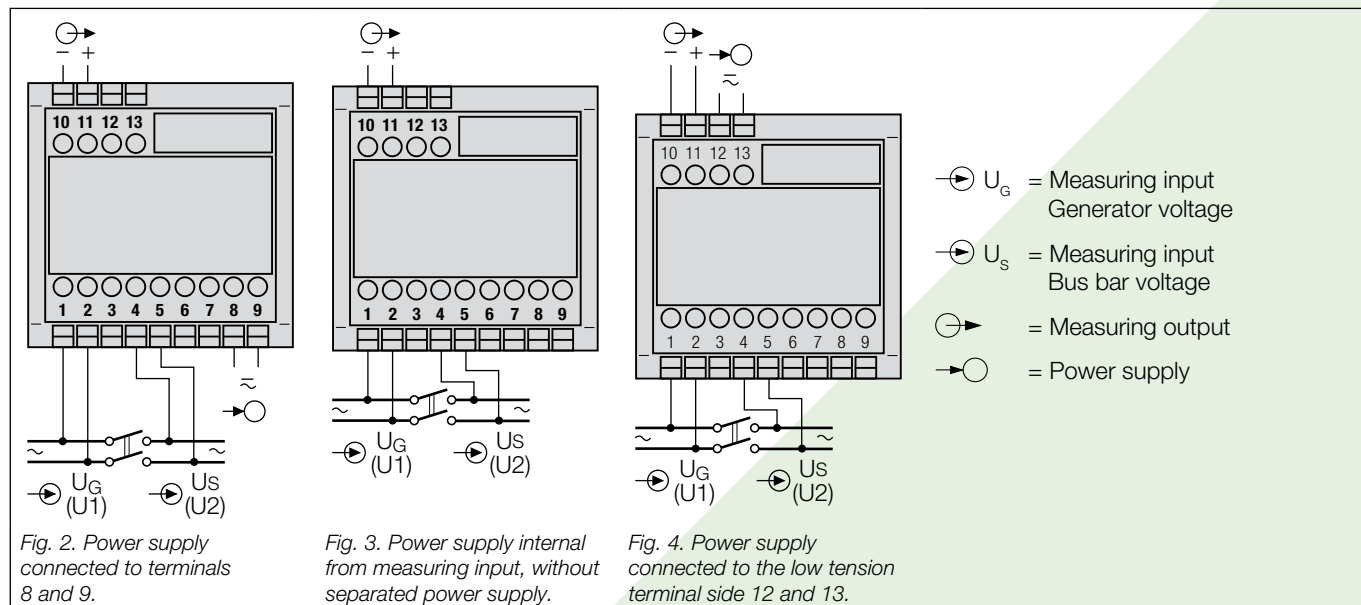 − +
10 11 12 13
1 2 3 4 5 6 7 8 9
~ ~
UG
(U1)
US
(U2)
Fig. 2. Power supply
connected to terminals
8 and 9.
− +
10 11 12 13
1 2 3 4 5 6 7 8 9
~ ~
UG
(U1)
US
(U2)
Fig. 3. Power supply internal
from measuring input, without
separated power supply.
− +
10 11 12 13
1 2 3 4 5 6 7 8 9
~ ~
UG
(U1)
US
(U2)
Fig. 4. Power supply
connected to the low tension
terminal side 12 and 13.
UG = Measuring input
Generator voltage
US = Measuring input
Bus bar voltage
= Measuring output
= Power supply